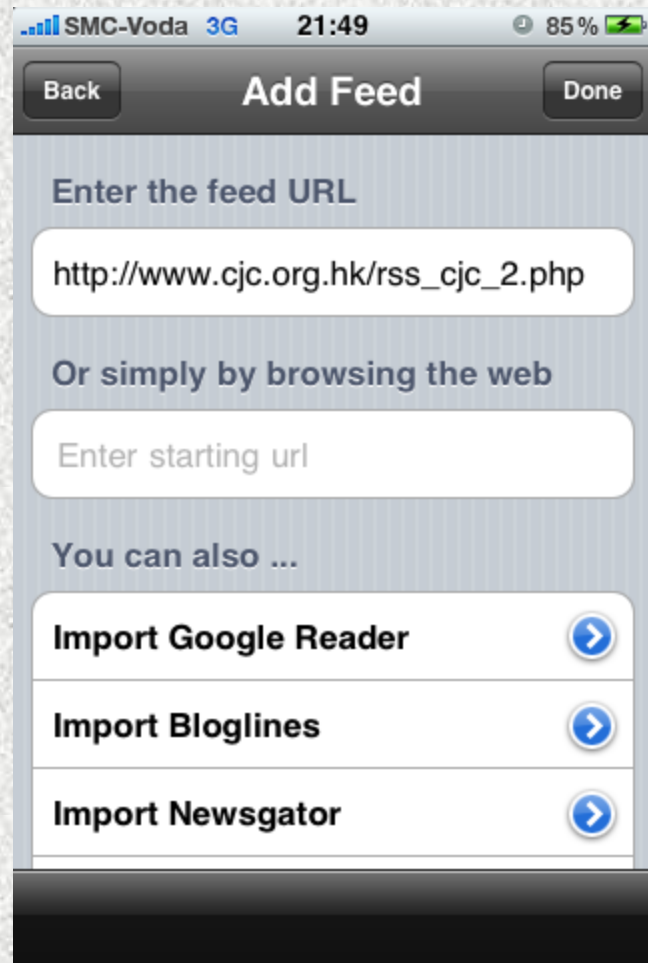 SMC-Voda 3G 21:49 85%
Back Add Feed Done
Enter the feed URL
http://www.cjc.org.hk/rss_cjc_2.php
Or simply by browsing the web
Enter starting url
You can also ...
Import Google Reader
Import Bloglines
Import Newsgator